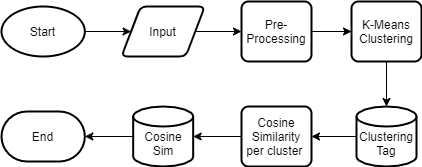 Start
Input
Pre-
Processing
K-Means
Clustering
Clustering
Tag
Cosine
Similarity
per cluster
Cosine
Sim
End